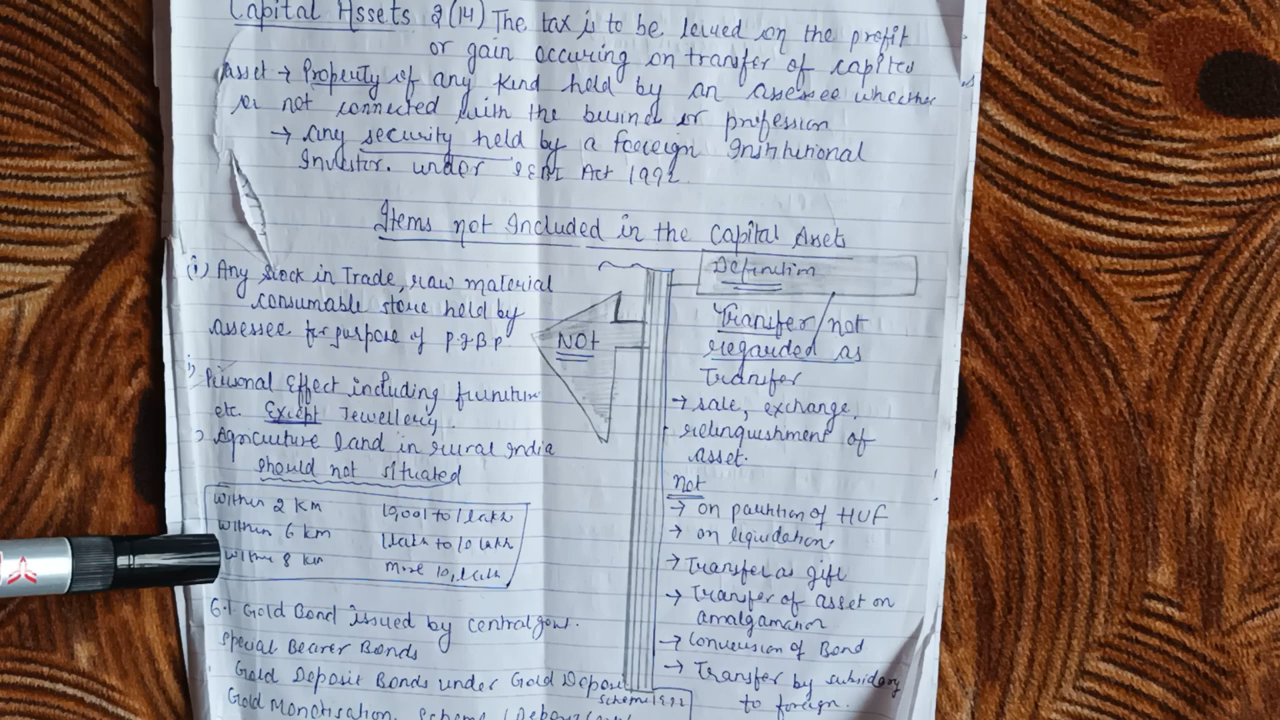 Capital Assets 2(14) The tax is to be levied on the profit
or gain occuring on transfer of capital
asset → Property of any kind held by an assesee whether
or not connected with the busines or profession
→ any security held by a foreign Institutional
Investor. under SEBI Act 1992
Items not Included in the Capital Assets
(i) Any stock in Trade, raw material
consumable store held by
assessee for purpose of P.G.B.P
Personal Effect including furniture
etc. Except Jewellery.
Agriculture land in rural India
should not situated
within 2 km 10,001 to 1 lakh
within 6 km 1 lakh to 10 lakh
within 8 km more 10, lakh
6.1. Gold Bond issued by central govt.
Special Bearer Bonds
Gold Deposit Bonds under Gold Deposit
Scheme
Gold Monetisation Scheme
NOt
Definition
Transfer/not
regarded as
Transfer
→ sale, exchange,
relinquishment of
asset.
Not
→ on partition of HUF
→ on liquidation
→ Transfer as gift
→ Transfer of asset on
amalgamation
→ Conversion of Bond
→ Transfer by subsidary
to foreign.